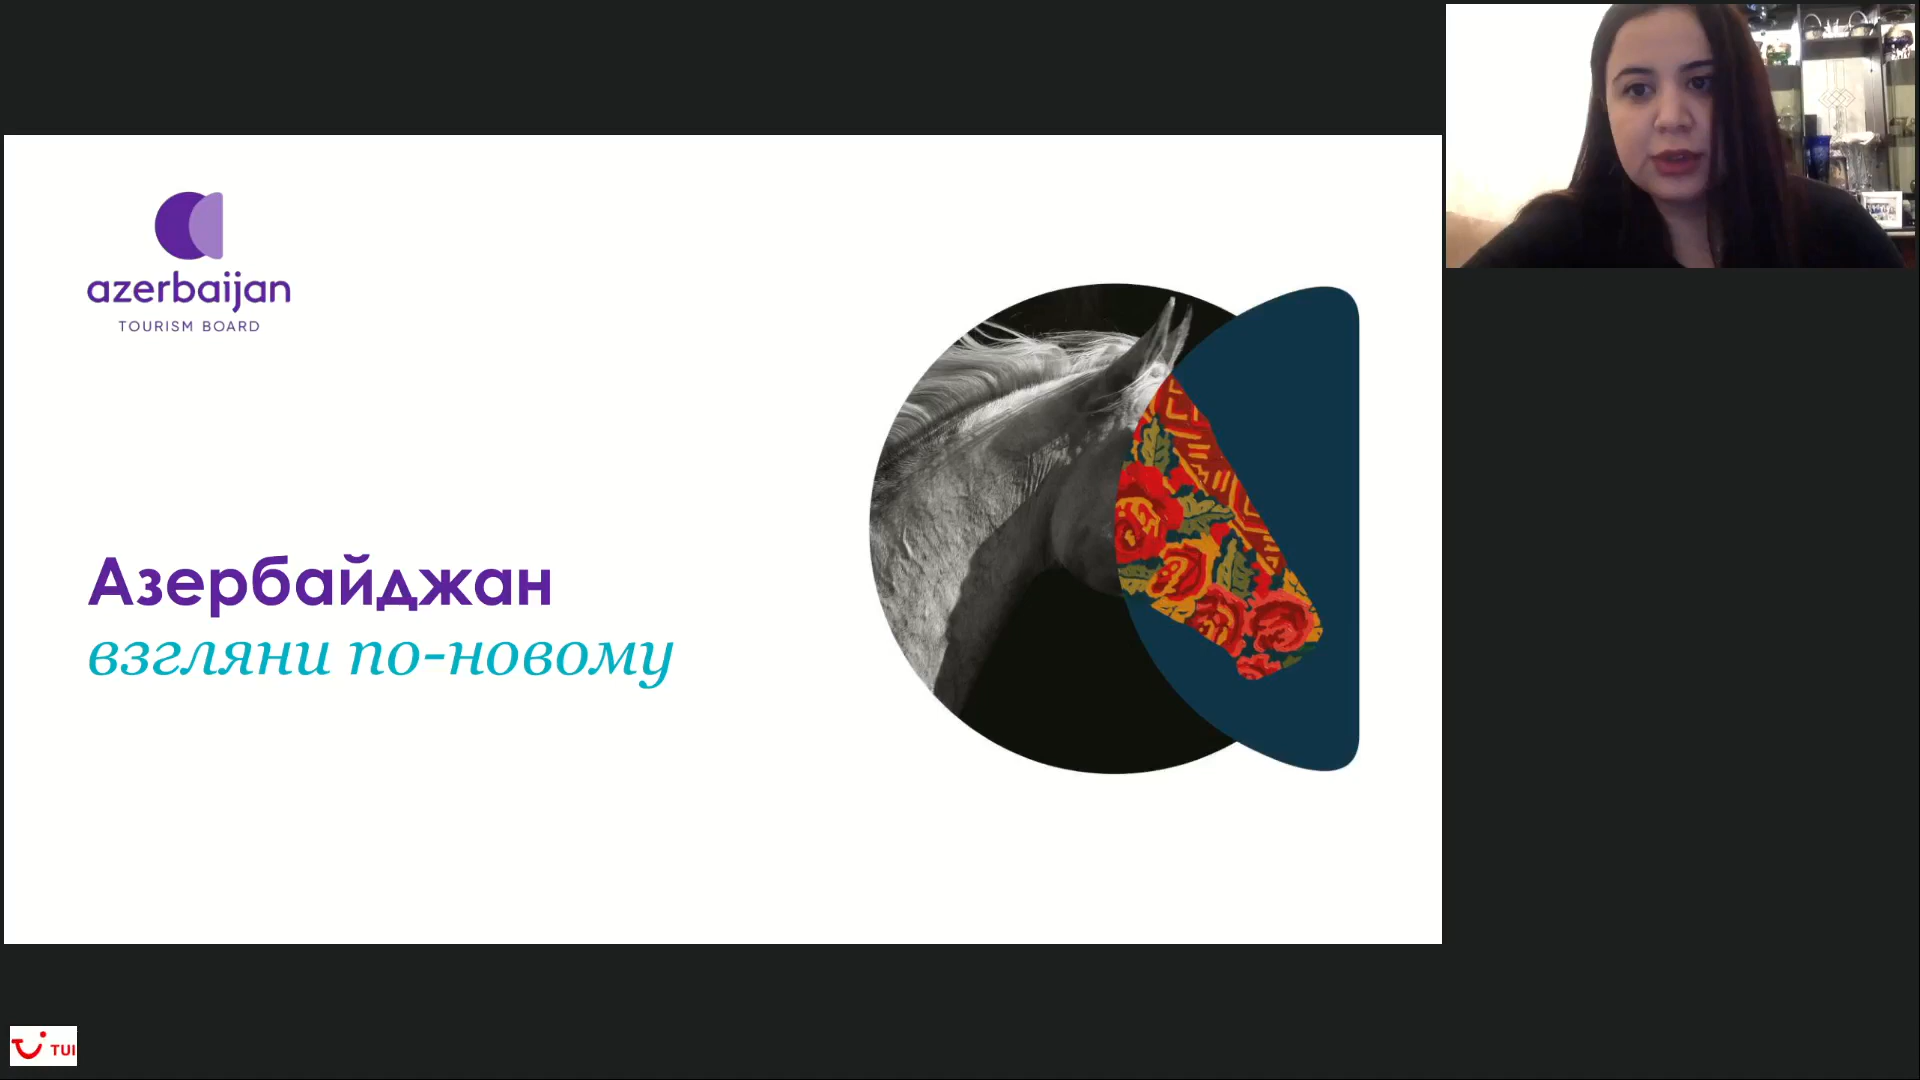 azerbaijan
TOURISM BOARD
Азербайджан
взгляни по-новому
TUI